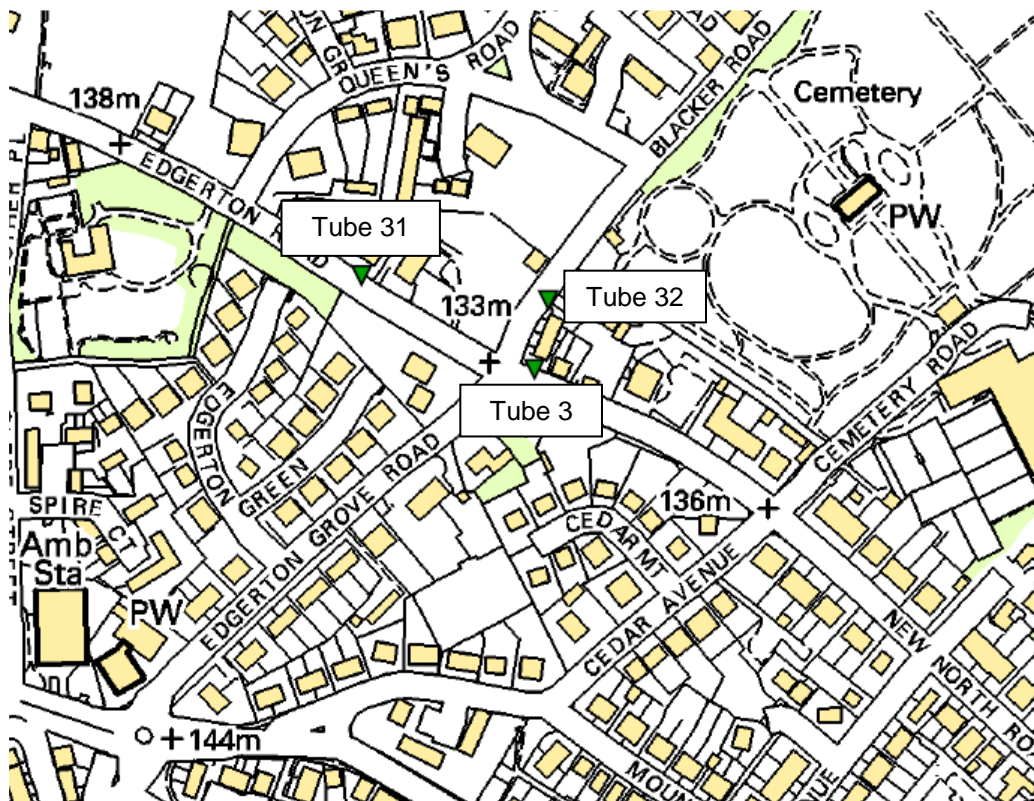 QUEEN'S ROAD
BLACKER ROAD
138m
Cemetery
EDGERTON
PW
Tube 31
133m
Tube 32
Tube 3
EDGERTON
GREEN
EDGERTON GROVE ROAD
CEMETERY ROAD
SPIRE
CT
136m
CEDAR MT
Amb
Sta
PW
CEDAR AVENUE
NEW NORTH RO
144m
MOUN